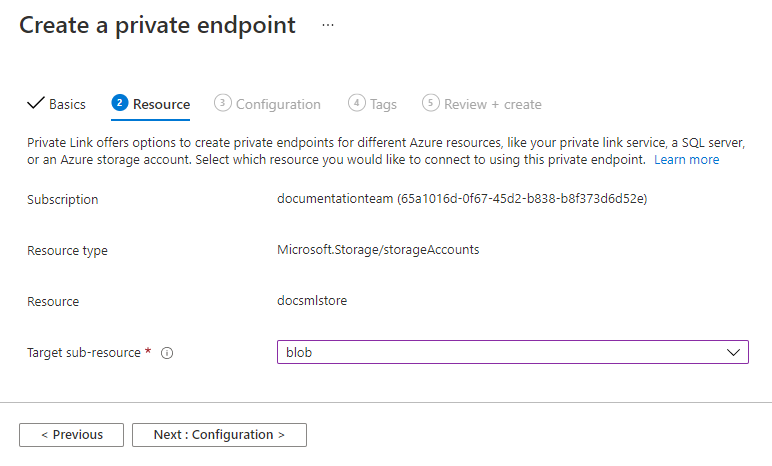 Create a private endpoint ...
Basics 2 Resource 3 Configuration 4 Tags 5 Review + create
Private Link offers options to create private endpoints for different Azure resources, like your private link service, a SQL server,
or an Azure storage account. Select which resource you would like to connect to using this private endpoint. Learn more
Subscription documentationteam (65a1016d-0f67-45d2-b838-b8f373d6d52e)
Resource type Microsoft.Storage/storageAccounts
Resource docsmlstore
Target sub-resource * blob
< Previous Next : Configuration >